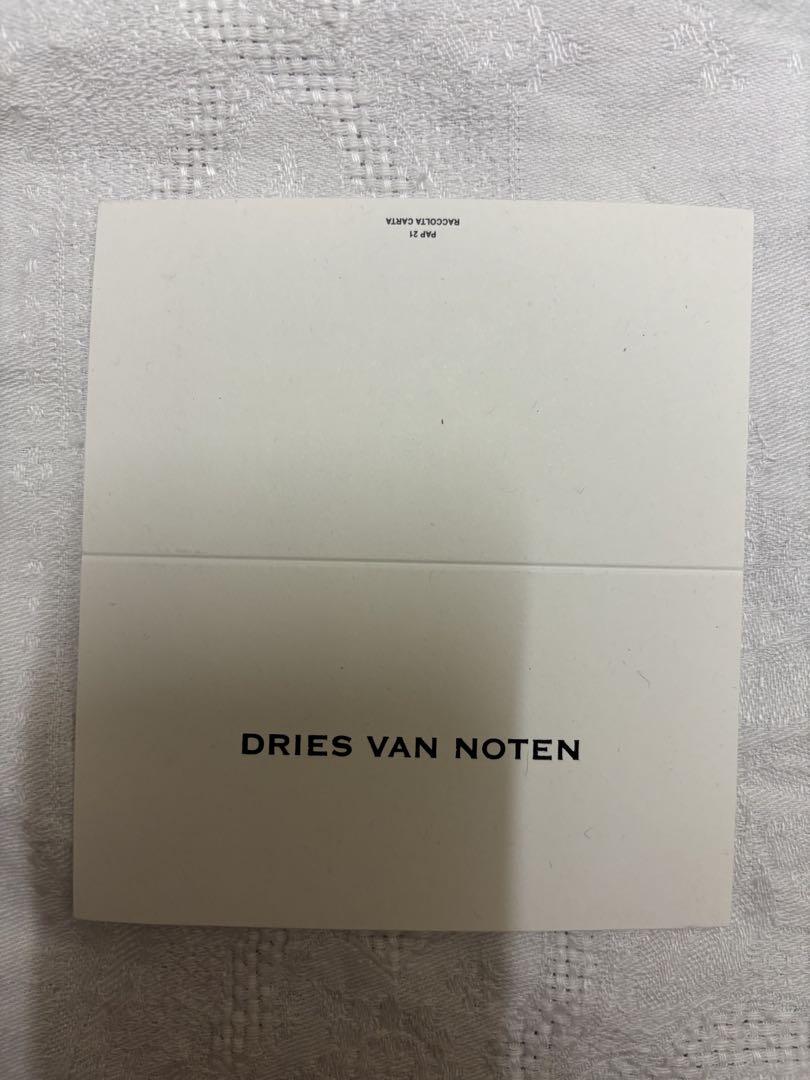 PAP 21
RACCOLTA CARTA
DRIES VAN NOTEN